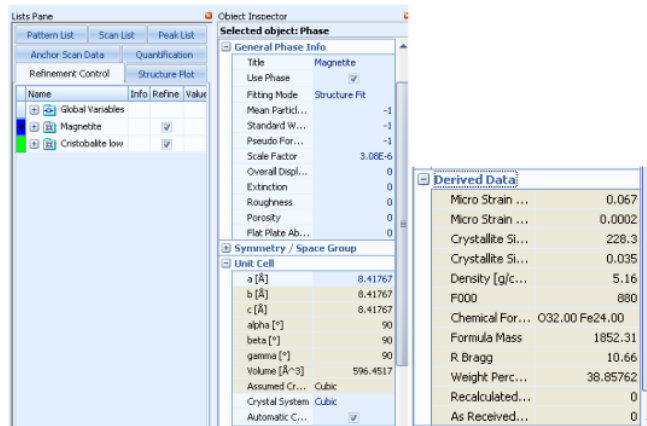 Lists Pane
Pattern List Scan List Peak List
Anchor Scan Data Quantification
Refinement Control Structure Plot
Name Info Refine Value
Global Variables
Magnetite
Cristobalite low
Object Inspector
Selected object: Phase
General Phase Info
Title Magnetite
Use Phase
Fitting Mode Structure Fit
Mean Particl... -1
Standard W... -1
Pseudo For... -1
Scale Factor 3.08E-6
Overall Displ... 0
Extinction 0
Roughness 0
Porosity 0
Flat Plate Ab... 0
Symmetry / Space Group
Unit Cell
a [Å] 8.41767
b [Å] 8.41767
c [Å] 8.41767
alpha [°] 90
beta [°] 90
gamma [°] 90
Volume [Å^3] 596.4517
Assumed Cr... Cubic
Crystal System Cubic
Automatic C...
Derived Data
Micro Strain ... 0.067
Micro Strain ... 0.0002
Crystallite Si... 228.3
Crystallite Si... 0.035
Density [g/c... 5.16
F000 880
Chemical For... O32.00 Fe24.00
Formula Mass 1852.31
R Bragg 10.66
Weight Perc... 38.85762
Recalculated... 0
As Received... 0